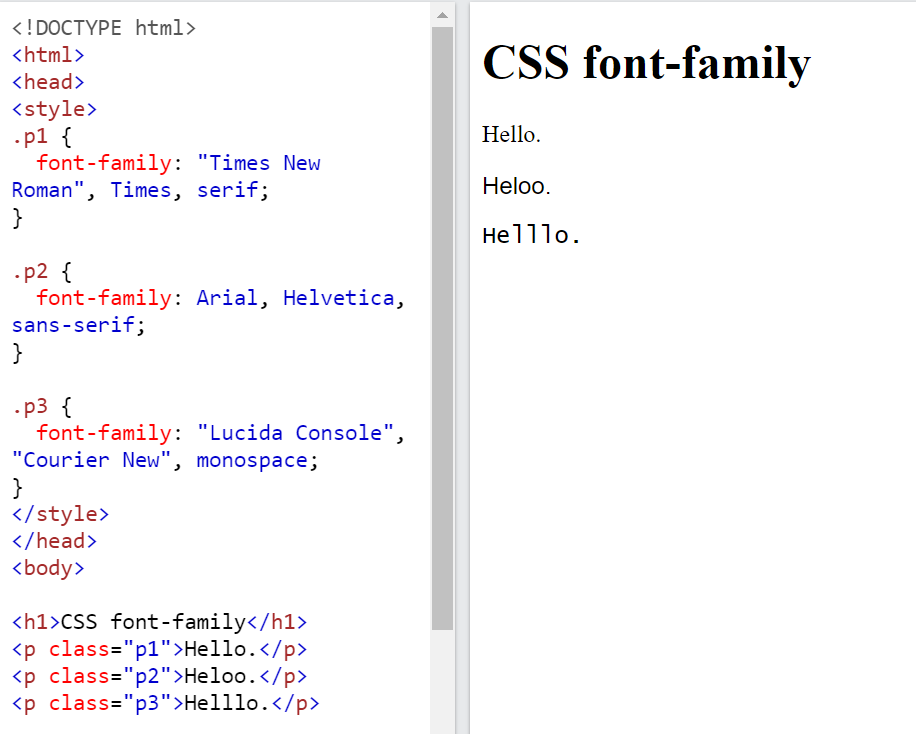 <!DOCTYPE html>
<html>
<head>
<style>
.p1 {
  font-family: "Times New
Roman", Times, serif;
}

.p2 {
  font-family: Arial, Helvetica,
sans-serif;
}

.p3 {
  font-family: "Lucida Console",
"Courier New", monospace;
}
</style>
</head>
<body>

<h1>CSS font-family</h1>
<p class="p1">Hello.</p>
<p class="p2">Heloo.</p>
<p class="p3">Helllo.</p>

CSS font-family
Hello.
Heloo.
Helllo.